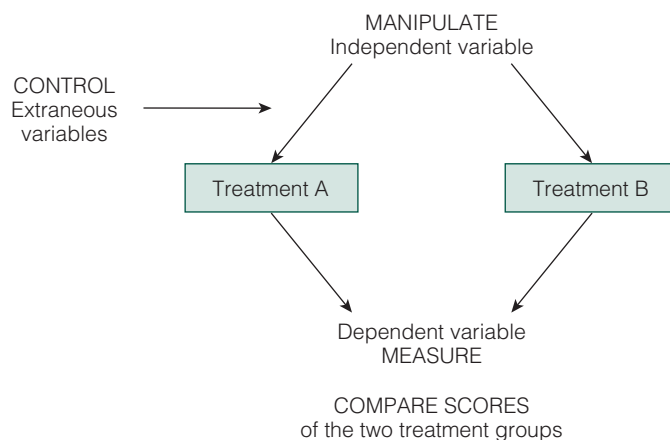 MANIPULATE
Independent variable
CONTROL
Extraneous
variables
Treatment A
Treatment B
Dependent variable
MEASURE
COMPARE SCORES
of the two treatment groups